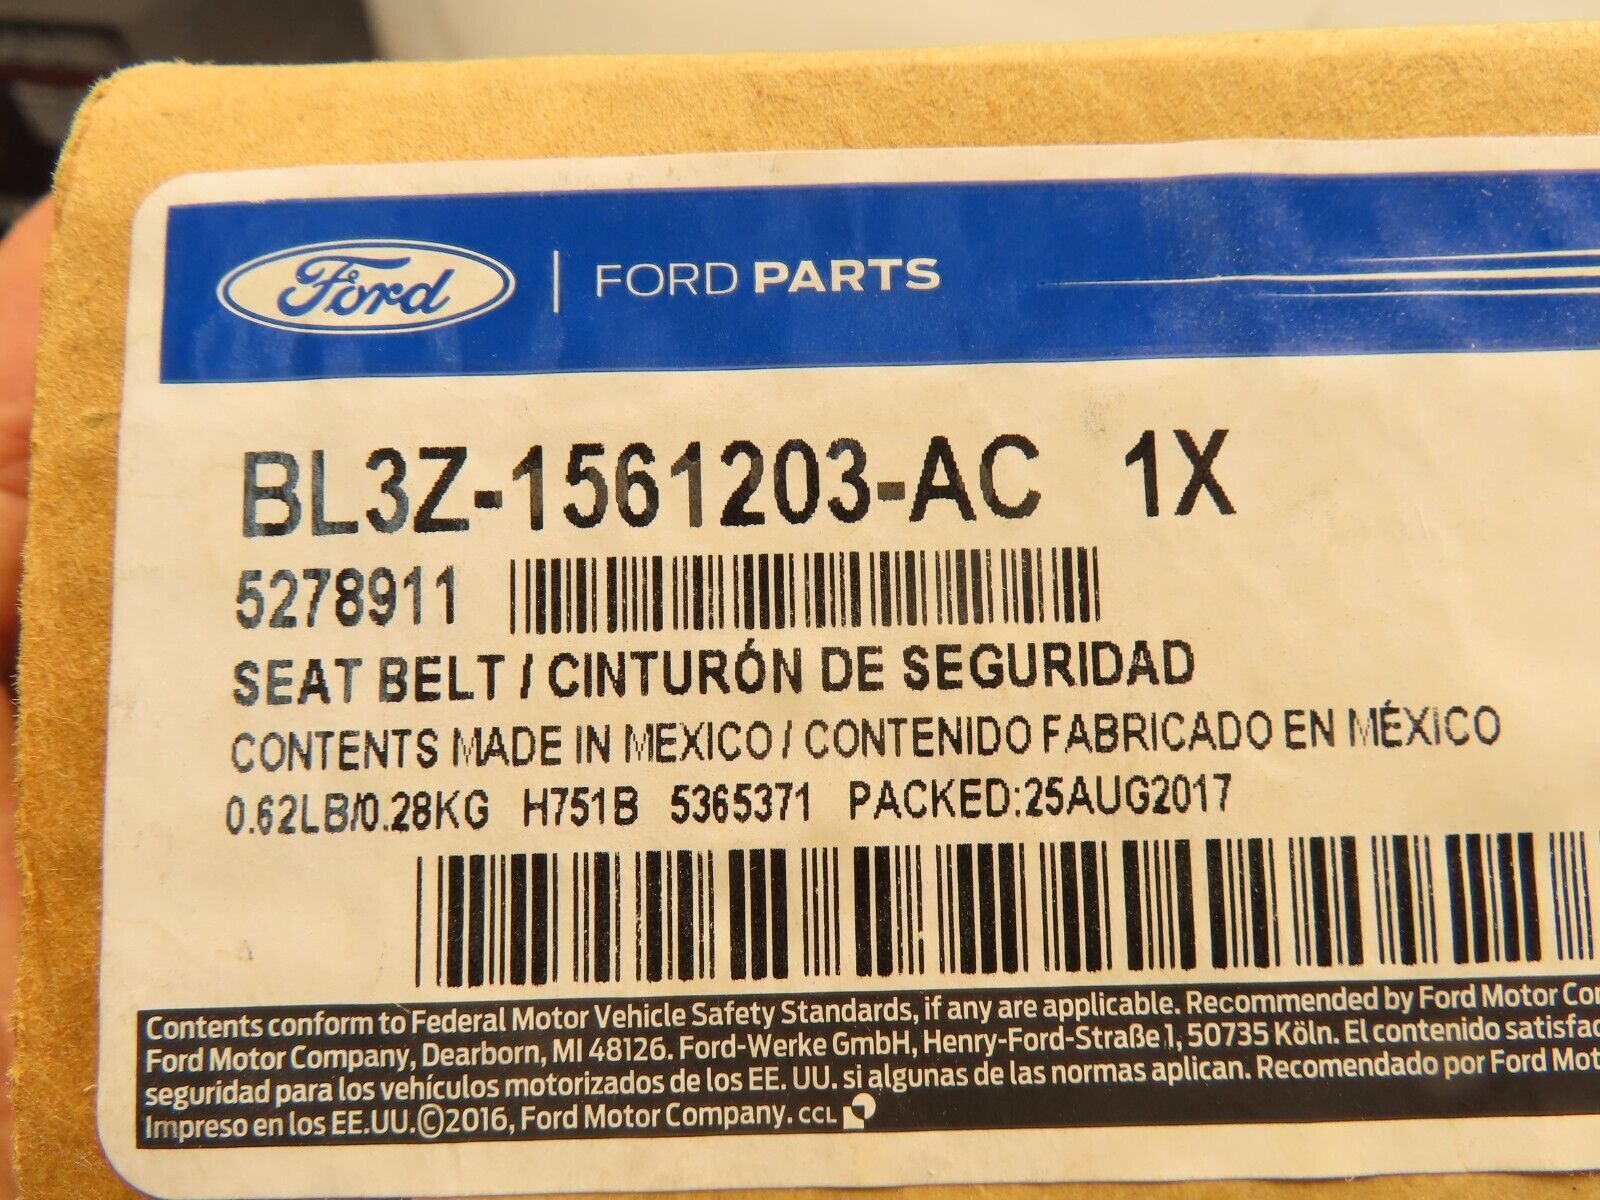 Ford | FORD PARTS
BL3Z-1561203-AC 1X
5278911
SEAT BELT / CINTURÓN DE SEGURIDAD
CONTENTS MADE IN MEXICO / CONTENIDO FABRICADO EN MÉXICO
0.62LB/0.28KG H751B 5365371 PACKED:25AUG2017
Contents conform to Federal Motor Vehicle Safety Standards, if any are applicable. Recommended by Ford Motor
Ford Motor Company, Dearborn, MI 48126. Ford-Werke GmbH, Henry-Ford-Straße 1, 50735 Köln. El contenido
seguridad para los vehículos motorizados de los EE. UU. si algunas de las normas aplican. Recomendado por Ford
Impreso en los EE.UU.©2016, Ford Motor Company. CCL